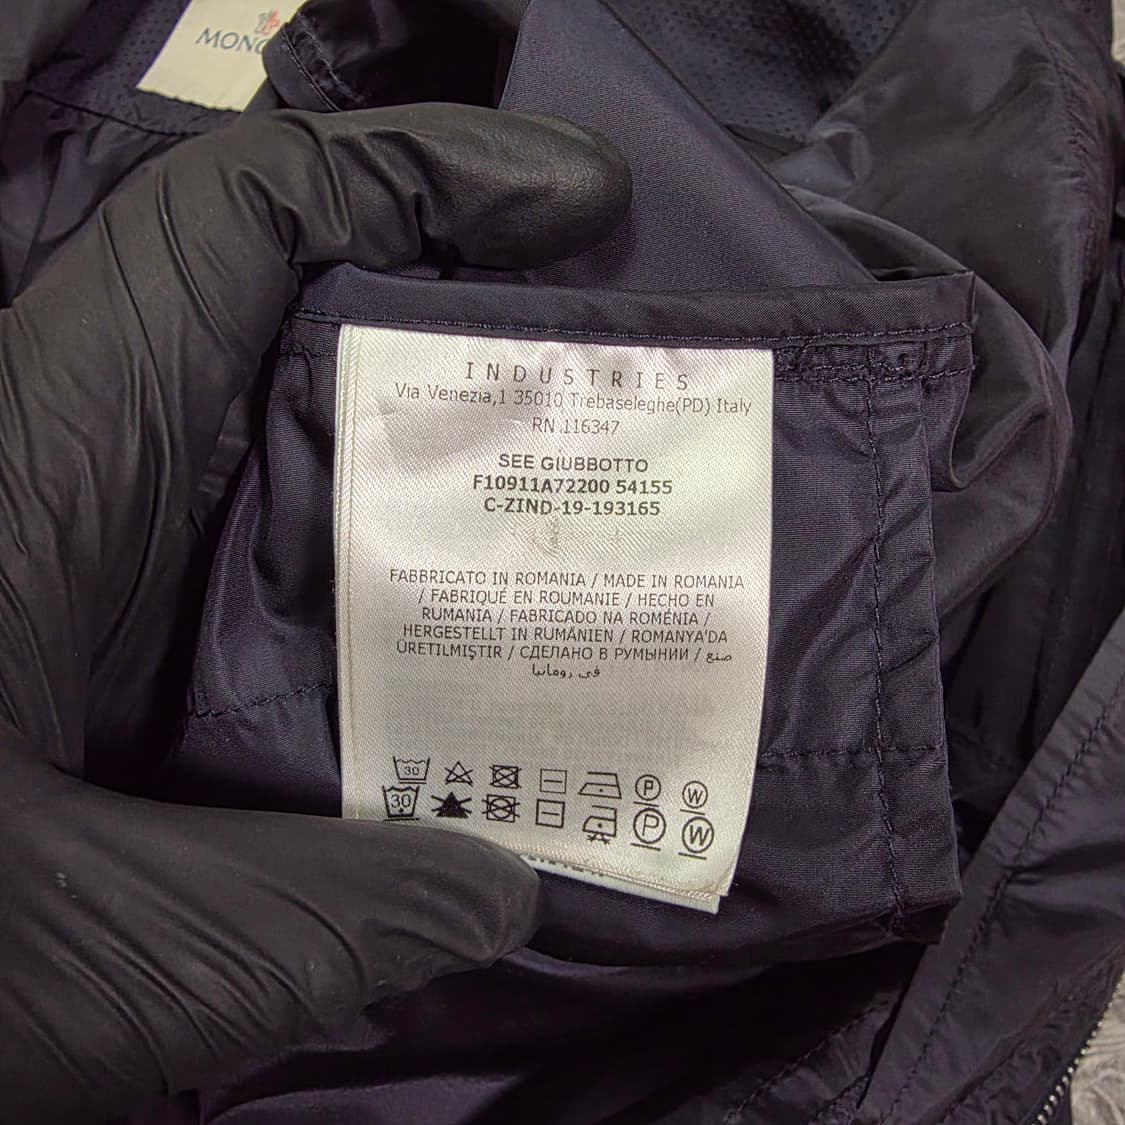 MONC
INDUSTRIES
Via Venezia,1 35010 Trebaseleghe(PD) Italy
RN 116347
SEE GIUBBOTTO
F10911A72200 54155
C-ZIND-19-193165
FABBRICATO IN ROMANIA / MADE IN ROMANIA
/ FABRIQUÉ EN ROUMANIE / HECHO EN
RUMANIA / FABRICADO NA ROMÊNIA /
HERGESTELLT IN RUMÄNIEN / ROMANYA'DA
ÜRETILMIŞTIR / СДЕЛАНО В РУМЫНИИ / صنع
في رومانيا
30 P W
30 P W